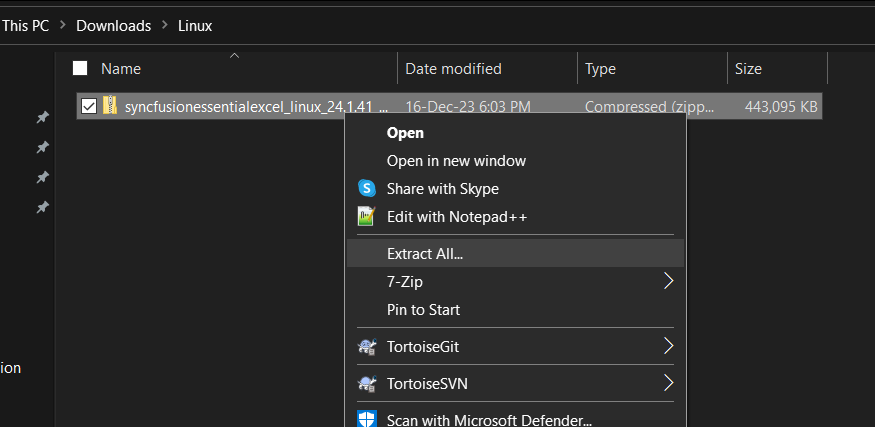 This PC > Downloads > Linux
Name Date modified Type Size
syncfusionessentialexcel_linux_24.1.41_... 16-Dec-23 6:03 PM Compressed (zipp... 443,095 KB
Open
Open in new window
Share with Skype
Edit with Notepad++
Extract All...
7-Zip
Pin to Start
TortoiseGit
ion
TortoiseSVN
Scan with Microsoft Defender...